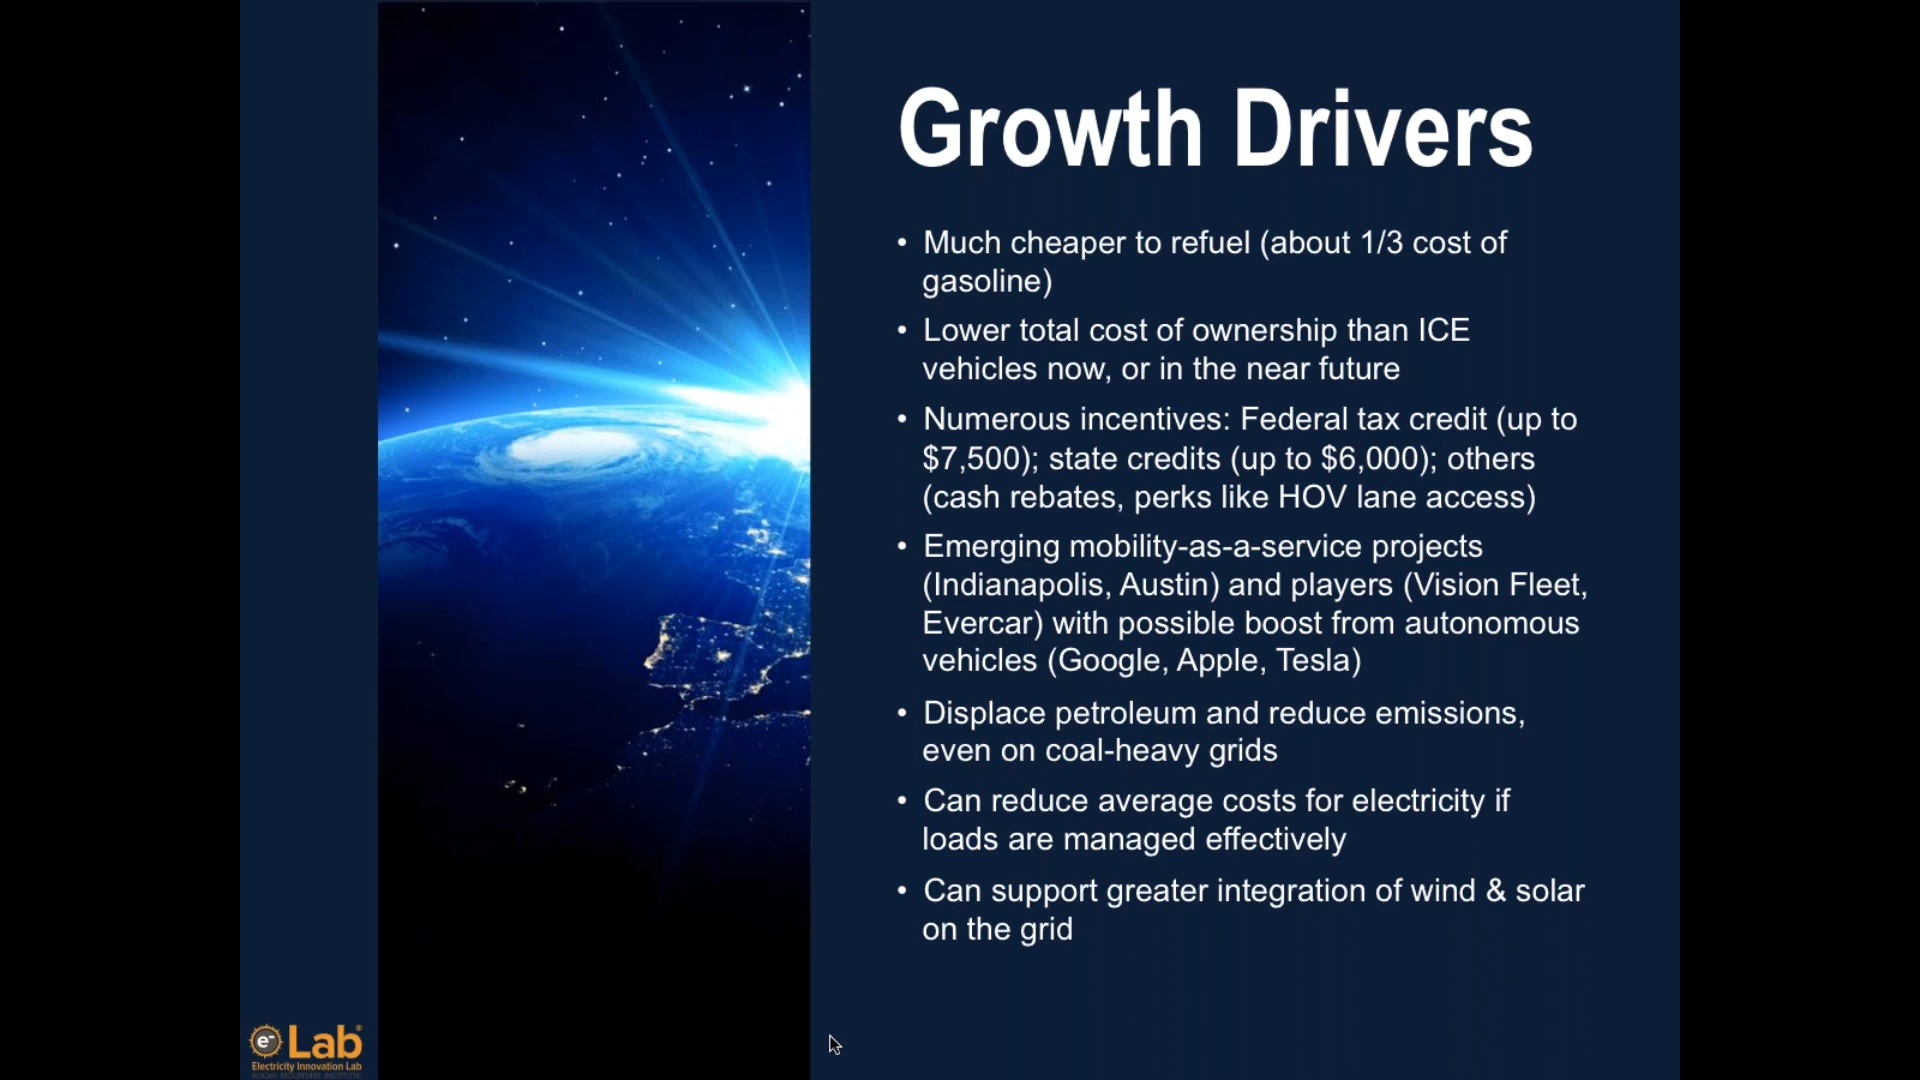 Growth Drivers
• Much cheaper to refuel (about 1/3 cost of
gasoline)
• Lower total cost of ownership than ICE
vehicles now, or in the near future
• Numerous incentives: Federal tax credit (up to
$7,500); state credits (up to $6,000); others
(cash rebates, perks like HOV lane access)
• Emerging mobility-as-a-service projects
(Indianapolis, Austin) and players (Vision Fleet,
Evercar) with possible boost from autonomous
vehicles (Google, Apple, Tesla)
• Displace petroleum and reduce emissions,
even on coal-heavy grids
• Can reduce average costs for electricity if
loads are managed effectively
• Can support greater integration of wind & solar
on the grid
e- Lab®
Electricity Innovation Lab
ROCKY MOUNTAIN INSTITUTE